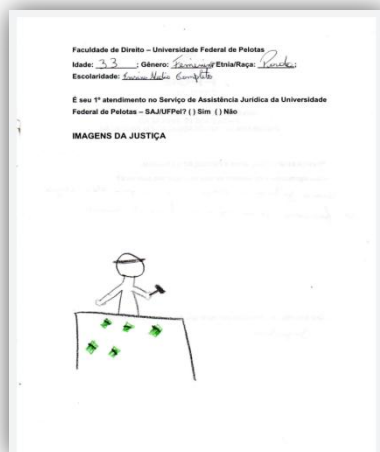 Faculdade de Direito – Universidade Federal de Pelotas
Idade: 33 ; Gênero: Feminino Etnia/Raça: Parda;
Escolaridade: Ensino Médio Completo
É seu 1º atendimento no Serviço de Assistência Jurídica da Universidade
Federal de Pelotas – SAJ/UFPel? ( ) Sim ( ) Não
IMAGENS DA JUSTIÇA